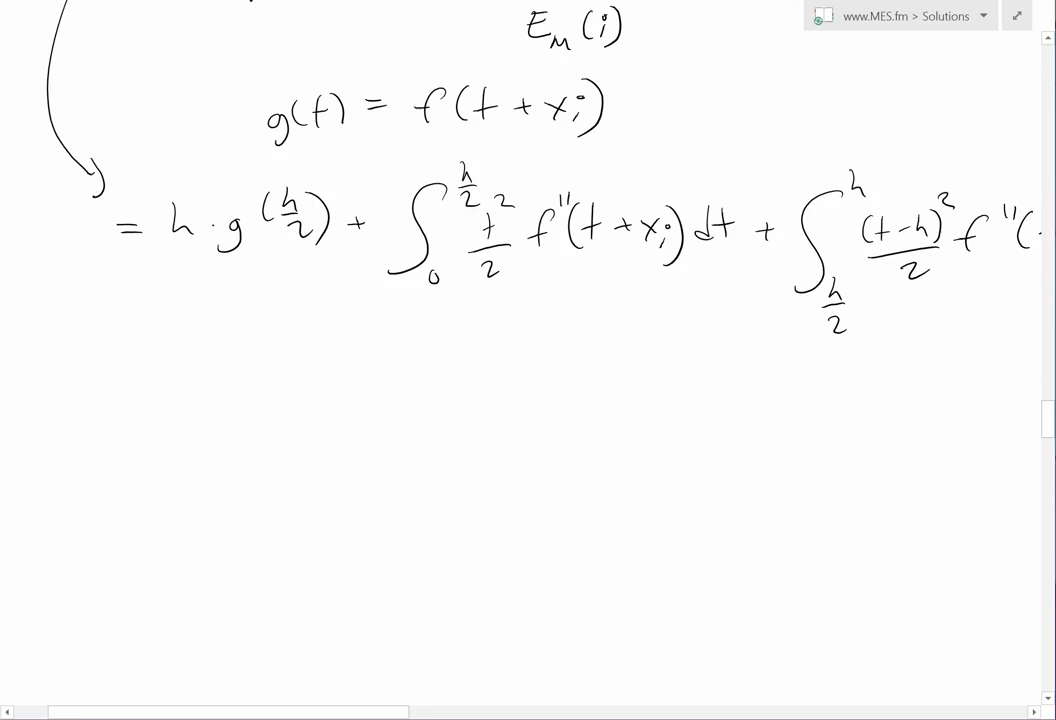 www.MES.fm > Solutions
E_M(i)
g(t) = f(t + x_i)
= h · g(h/2) + ∫_0^{h/2} t²/2 f''(t + x_i) dt + ∫_{h/2}^h (t-h)²/2 f''(